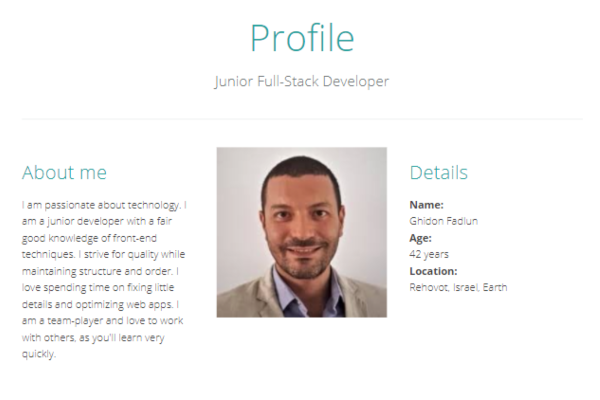 Profile
Junior Full-Stack Developer
About me
I am passionate about technology. I
am a junior developer with a fair
good knowledge of front-end
techniques. I strive for quality while
maintaining structure and order. I
love spending time on fixing little
details and optimizing web apps. I
am a team-player and love to work
with others, as you'll learn very
quickly.
Details
Name:
Ghidon Fadlun
Age:
42 years
Location:
Rehovot, Israel, Earth